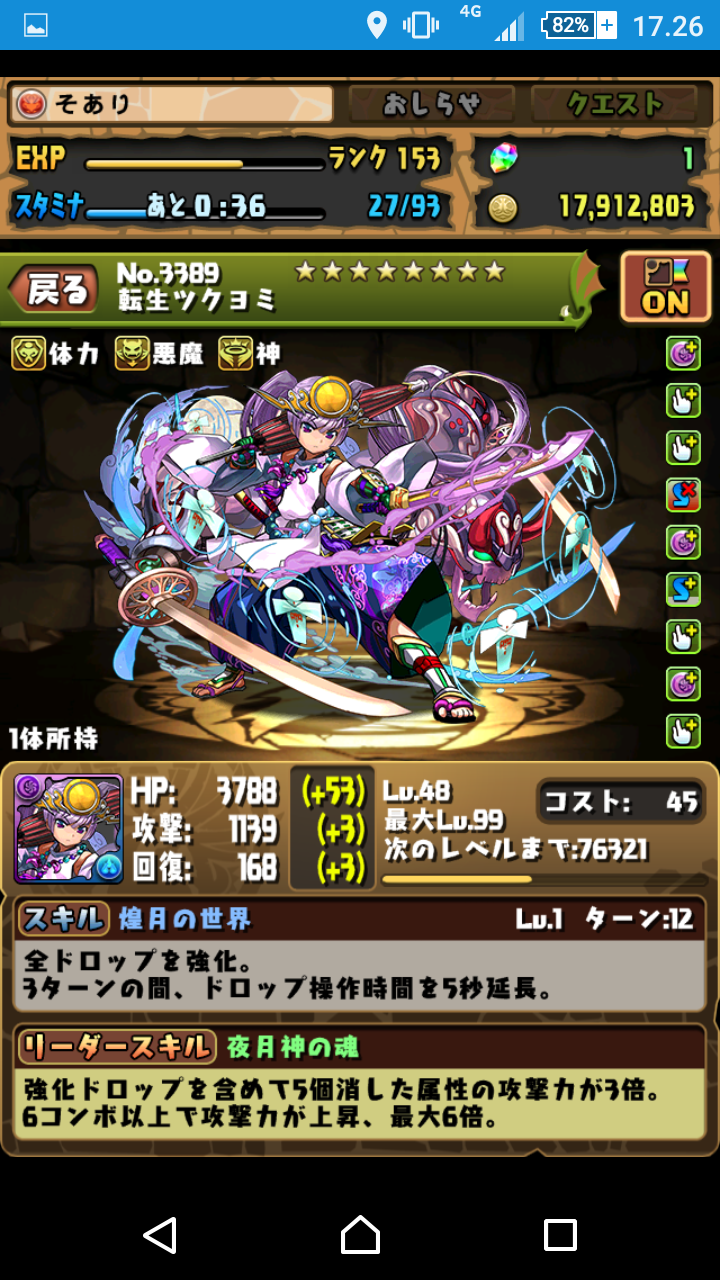 4G 82% 17.26
そあり おしらせ クエスト
EXP ランク 153 1
スタミナ あと0:36 27/93 17,912,803
戻る No.3389 ON
転生ツクヨミ
体力 悪魔 神
1体所持
HP: 3788 (+53) Lv.48 コスト: 45
攻撃: 1139 (+3) 最大Lv.99
回復: 168 (+3) 次のレベルまで:76321
スキル 煌月の世界 Lv.1 ターン:12
全ドロップを強化。
3ターンの間、ドロップ操作時間を5秒延長。
リーダースキル 夜月神の魂
強化ドロップを含めて5個消した属性の攻撃力が3倍。
6コンボ以上で攻撃力が上昇、最大6倍。